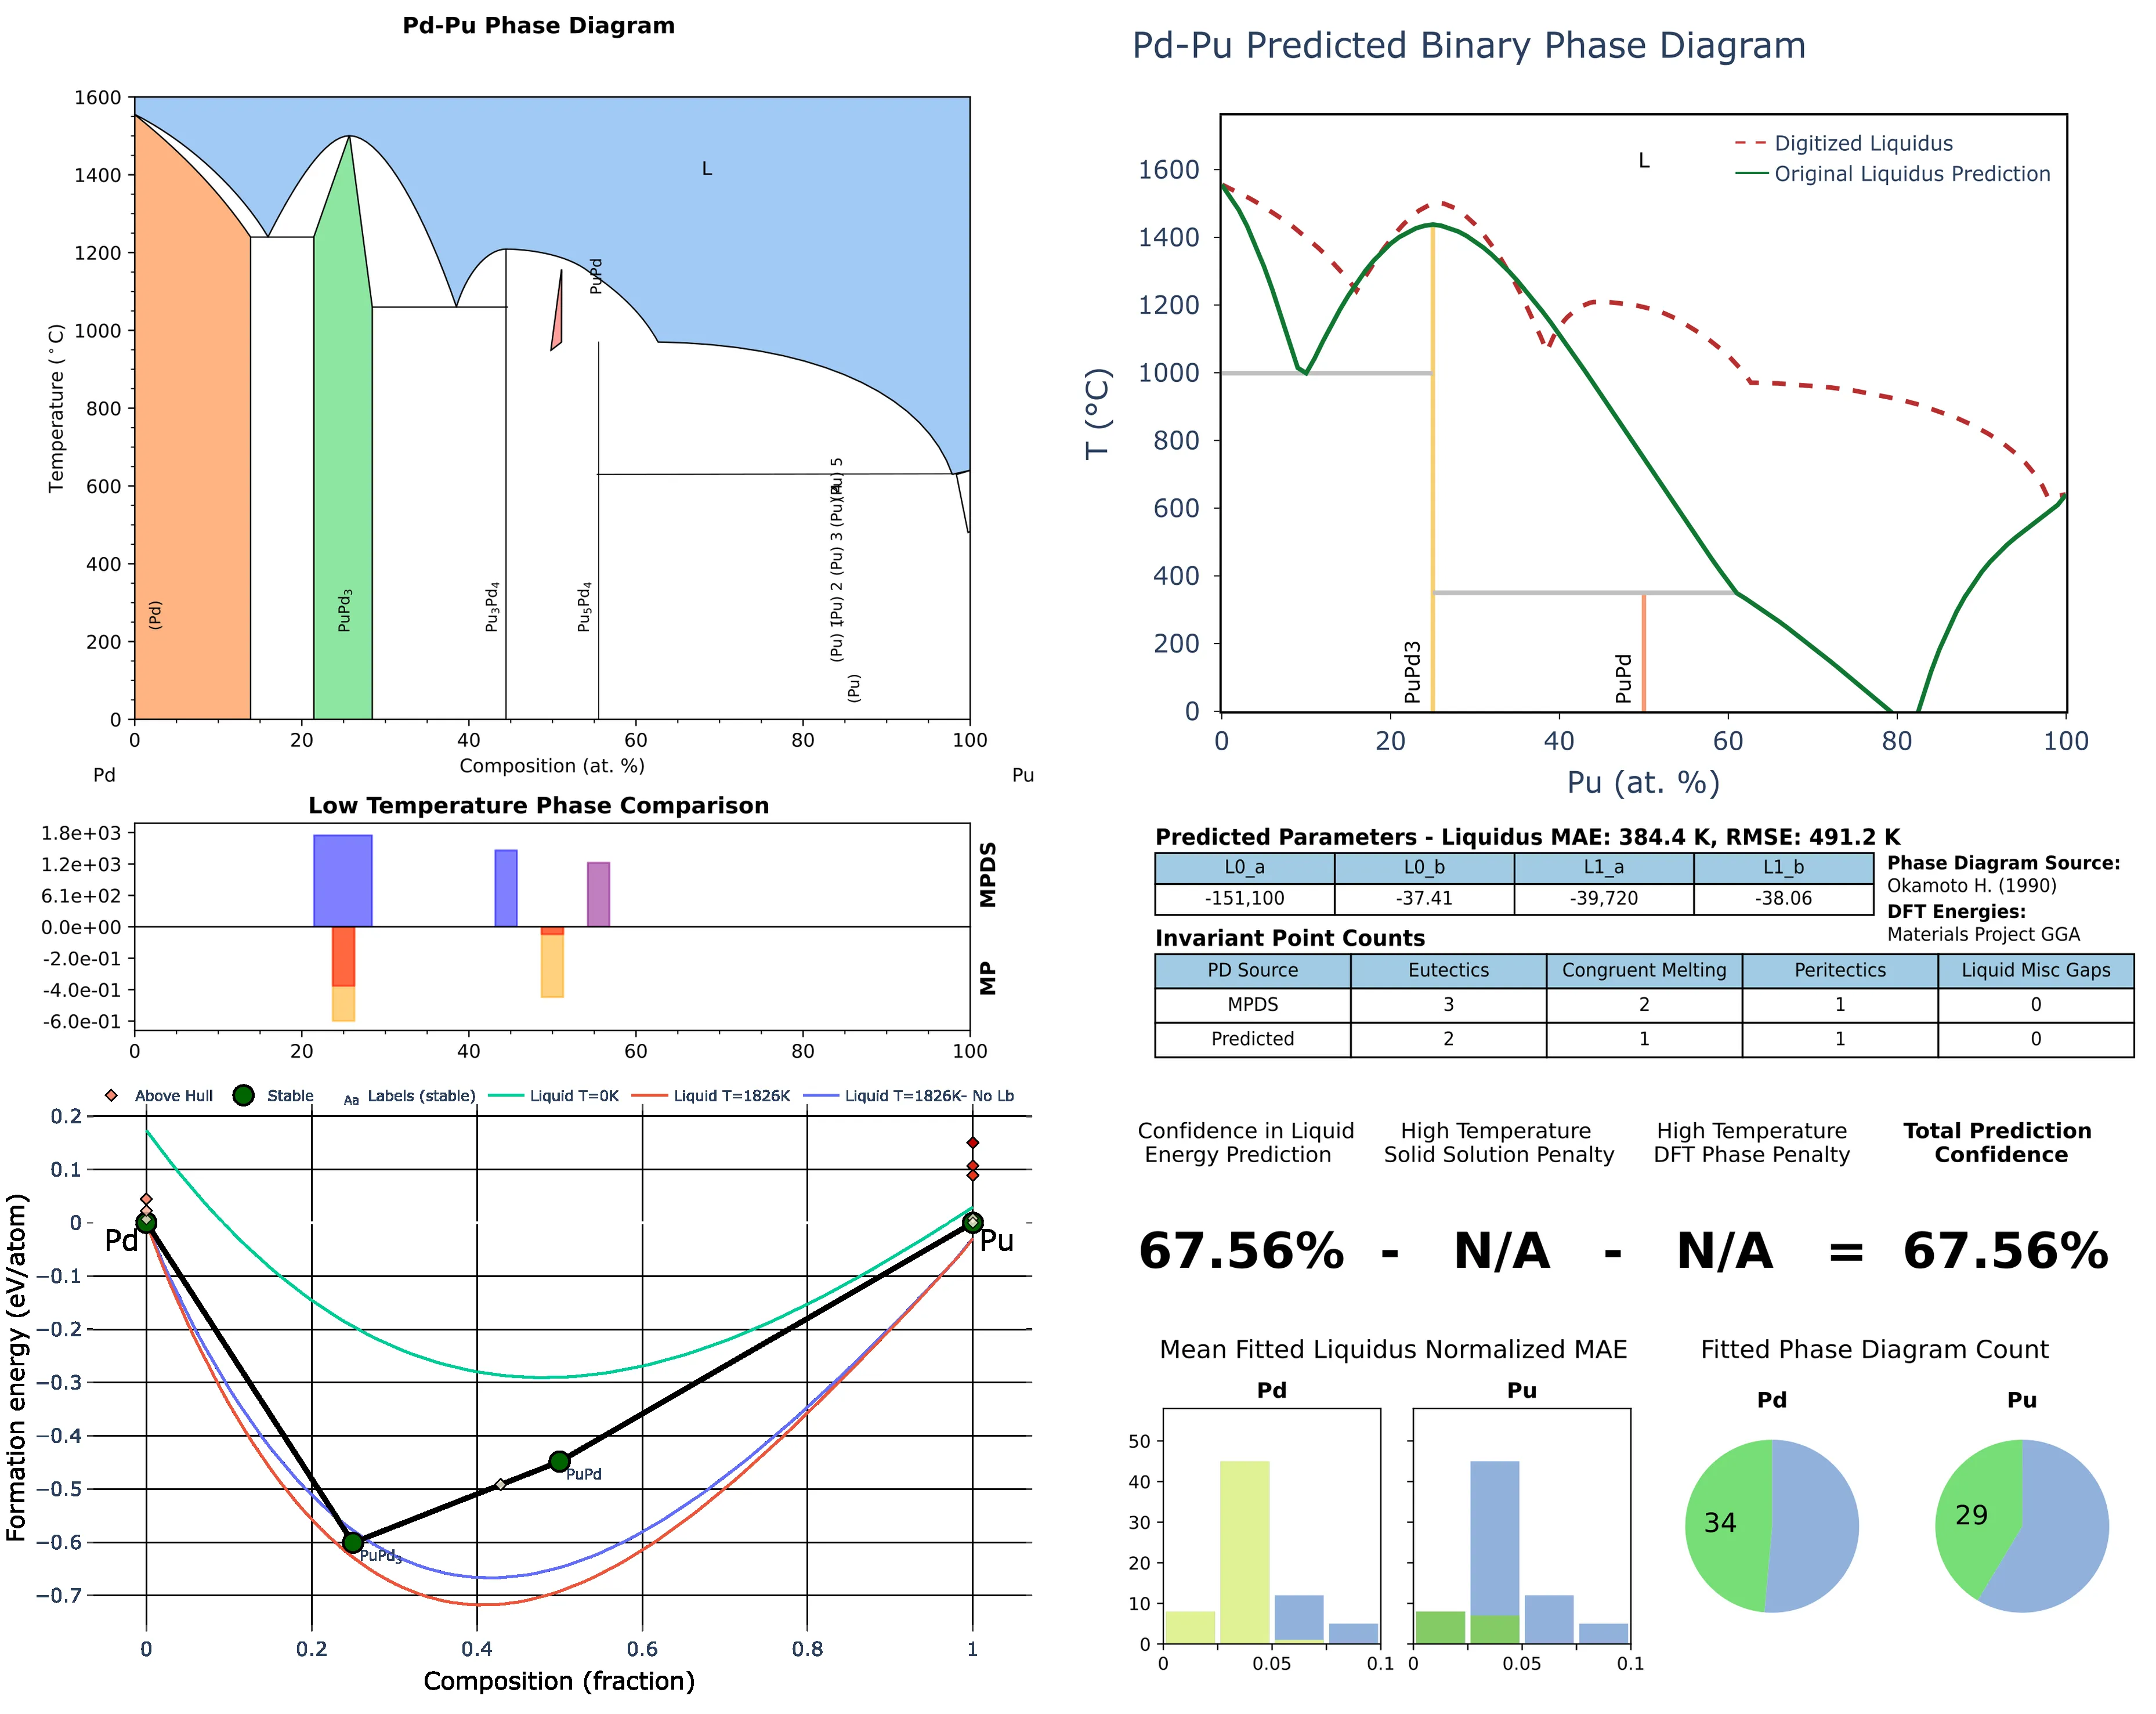 Pd-Pu Phase Diagram
1600
1400
1200
1000
800
600
400
200
0
Temperature (°C)
L
PuPd
(Pd)
PuPd3
Pu3Pd4
Pu5Pd4
(Pu) 1
(Pu) 2
(Pu) 3
(Pu) 5
(Pu)
0 20 40 60 80 100
Composition (at. %)
Pd Pu
Low Temperature Phase Comparison
1.8e+03
1.2e+03
6.1e+02
0.0e+00
-2.0e-01
-4.0e-01
-6.0e-01
MPDS
MP
0 20 40 60 80 100
Above Hull Stable Aa Labels (stable) Liquid T=0K Liquid T=1826K Liquid T=1826K- No Lb
0.2
0.1
0
−0.1
−0.2
−0.3
−0.4
−0.5
−0.6
−0.7
Formation energy (eV/atom)
Pd
Pu
PuPd
PuPd3
0 0.2 0.4 0.6 0.8 1
Composition (fraction)
Pd-Pu Predicted Binary Phase Diagram
L
Digitized Liquidus
Original Liquidus Prediction
1600
1400
1200
1000
800
600
400
200
0
T (°C)
PuPd3
PuPd
0 20 40 60 80 100
Pu (at. %)
Predicted Parameters - Liquidus MAE: 384.4 K, RMSE: 491.2 K
L0_a L0_b L1_a L1_b
-151,100 -37.41 -39,720 -38.06
Phase Diagram Source:
Okamoto H. (1990)
DFT Energies:
Materials Project GGA
Invariant Point Counts
PD Source Eutectics Congruent Melting Peritectics Liquid Misc Gaps
MPDS 3 2 1 0
Predicted 2 1 1 0
Confidence in Liquid
Energy Prediction
High Temperature
Solid Solution Penalty
High Temperature
DFT Phase Penalty
Total Prediction
Confidence
67.56% - N/A - N/A = 67.56%
Mean Fitted Liquidus Normalized MAE
Pd Pu
50
40
30
20
10
0
0 0.05 0.1
0 0.05 0.1
Fitted Phase Diagram Count
Pd Pu
34
29